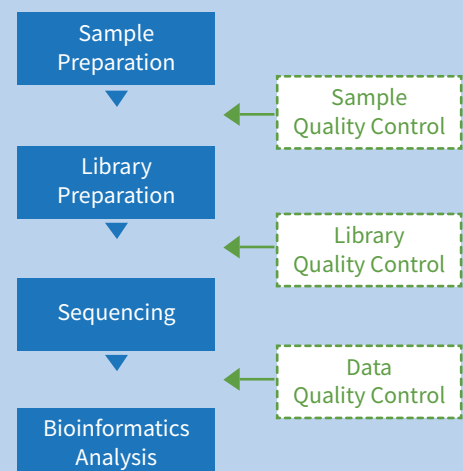 Sample
Preparation
Sample
Quality Control
Library
Preparation
Library
Quality Control
Sequencing
Data
Quality Control
Bioinformatics
Analysis